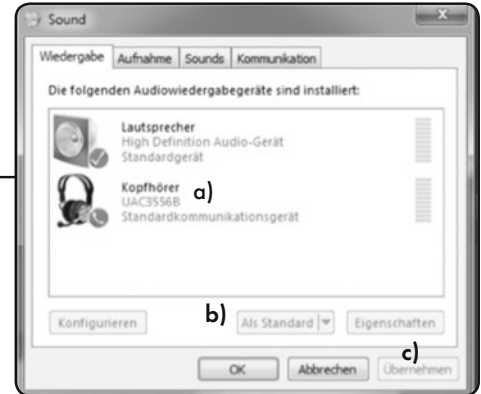 Sound
Wiedergabe Aufnahme Sounds Kommunikation
Die folgenden Audiowiedergabegeräte sind installiert:
Lautsprecher
High Definition Audio-Gerät
Standardgerät
Kopfhörer a)
UAC3556B
Standardkommunikationsgerät
Konfigurieren b) Als Standard Eigenschaften
c)
OK Abbrechen Übernehmen